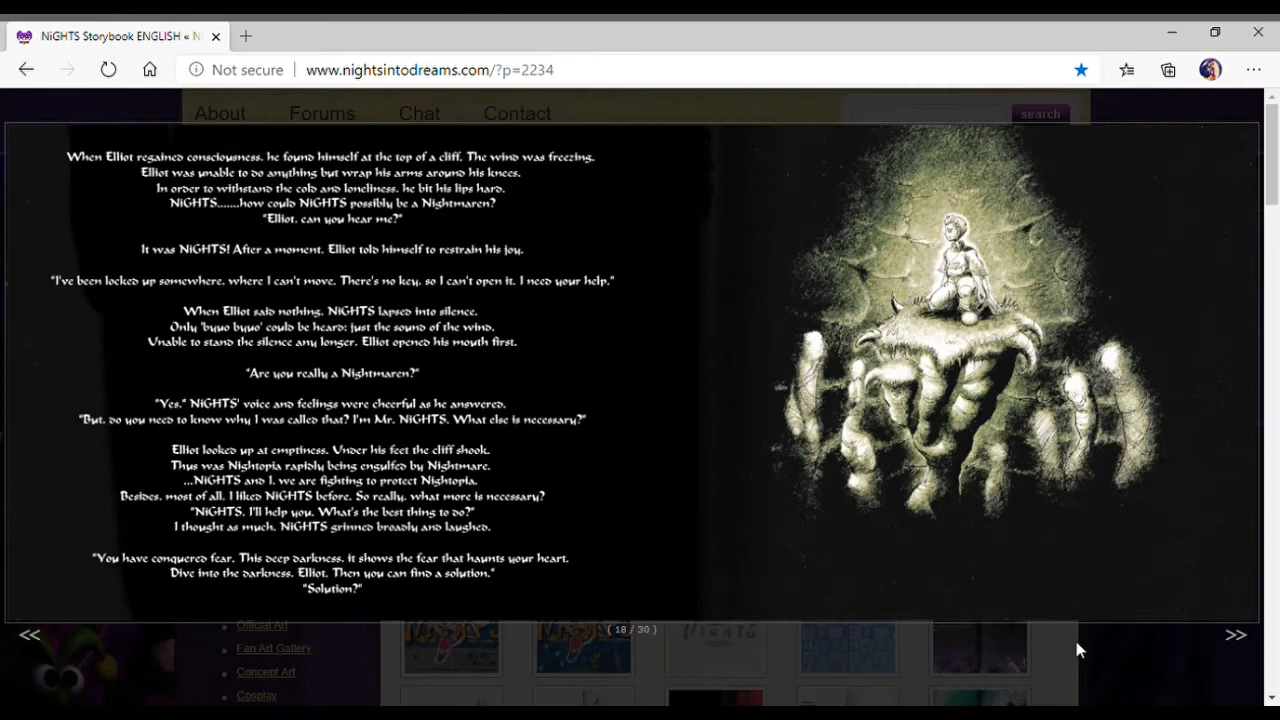 NiGHTS Storybook ENGLISH « N
Not secure
www.nightsintodreams.com/?p=2234
About
Forums
Chat
Contact
search
When Elliot regained consciousness, he found himself at the top of a cliff. The wind was freezing.
Elliot was unable to do anything but wrap his arms around his knees.
In order to withstand the cold and loneliness, he bit his lips hard.
NiGHTS.......how could NiGHTS possibly be a Nightmaren?
"Elliot, can you hear me?"
It was NiGHTS! After a moment, Elliot told himself to restrain his joy.
"I've been locked up somewhere, where I can't move. There's no key, so I can't open it. I need your help."
When Elliot said nothing, NiGHTS lapsed into silence.
Only 'byuo byuo' could be heard; just the sound of the wind.
Unable to stand the silence any longer, Elliot opened his mouth first.
"Are you really a Nightmaren?"
"Yes." NiGHTS' voice and feelings were cheerful as he answered.
"But, do you need to know why I was called that? I'm Mr. NiGHTS. What else is necessary?"
Elliot looked up at emptiness. Under his feet the cliff shook.
Thus was Nightopia rapidly being engulfed by Nightmare.
...NiGHTS and I, we are fighting to protect Nightopia.
Besides, most of all, I liked NiGHTS before. So really, what more is necessary?
"NiGHTS, I'll help you. What's the best thing to do?"
I thought as much, NiGHTS grinned broadly and laughed.
"You have conquered fear. This deep darkness, it shows the fear that haunts your heart.
Dive into the darkness, Elliot. Then you can find a solution."
"Solution?"
<<
( 18 / 30 )
>>
Official Art
Fan Art Gallery
Concept Art
Cosplay